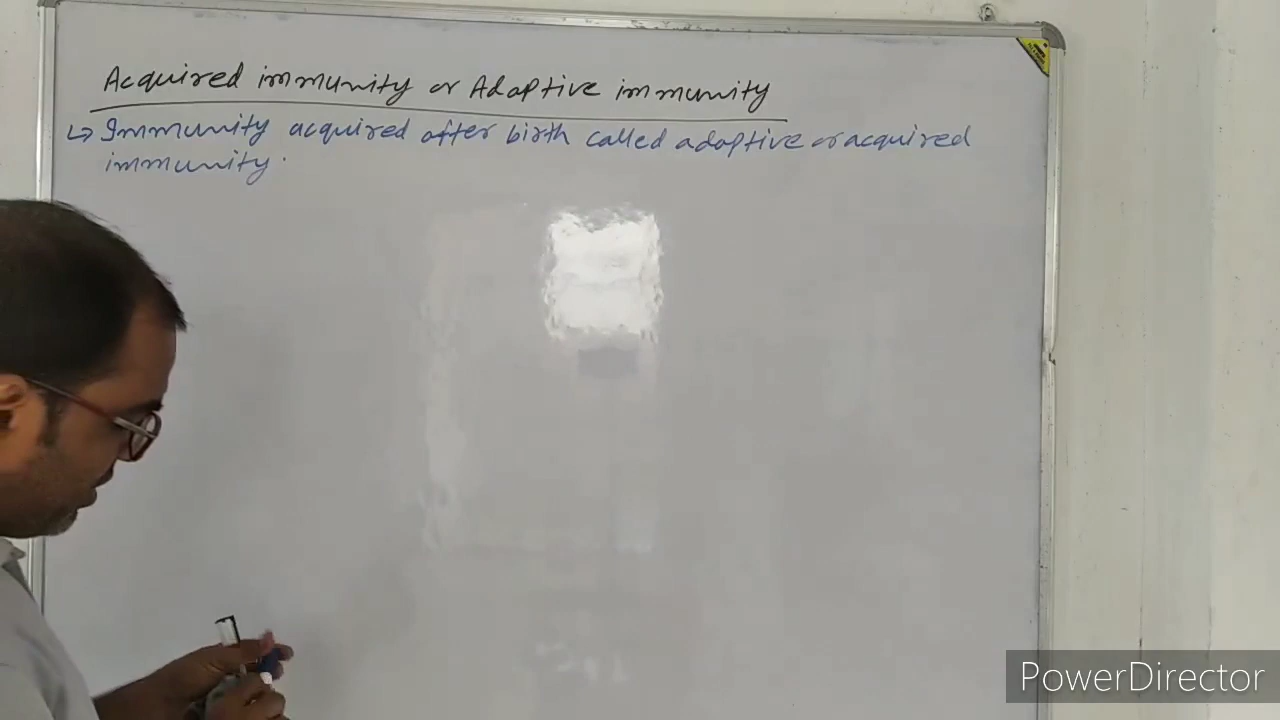 Acquired immunity or Adaptive immunity
↳ Immunity acquired after birth called adaptive or acquired
immunity.
PowerDirector